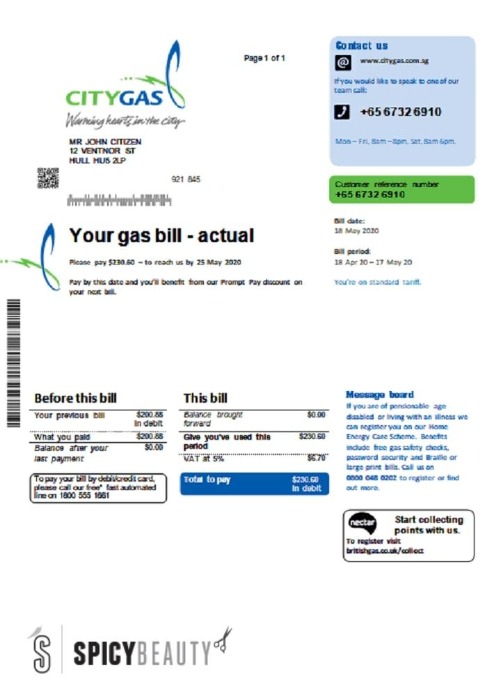 Page 1 of 1
CITYGAS
Warming hearts in the city
MR JOHN CITIZEN
12 VENTNOR ST
HULL HU5 2LP
921 845
Contact us
@ www.citygas.com.sg
If you would like to speak to one of our
team call:
+65 6732 6910
Mon – Fri, 8am – 8pm, Sat, 8am 6pm.
Customer reference number
+65 6732 6910
Bill date:
18 May 2020
Bill period:
18 Apr 20 – 17 May 20
You're on standard tariff.
Your gas bill - actual
Please pay $230.60 – to reach us by 25 May 2020
Pay by this date and you'll benefit from our Prompt Pay discount on
your next bill.
Before this bill
Your previous bill $200.88
in debit
What you paid $200.88
Balance after your $0.00
last payment
To pay your bill by debit/credit card,
please call our free* fast automated
line on 1800 555 1661
This bill
Balance brought $0.00
forward
Give you've used this $230.60
period
VAT at 5% $6.70
Total to pay $230.60
in debit
Message board
If you are of pensionable age
disabled or living with an illness we
can register you on our Home
Energy Care Scheme. Benefits
include free gas safety checks,
password security and Braille or
large print bills. Call us on
0800 048 0202 to register or find
out more.
nectar
Start collecting
points with us.
To register visit
britishgas.co.uk/collect
SPICYBEAUTY